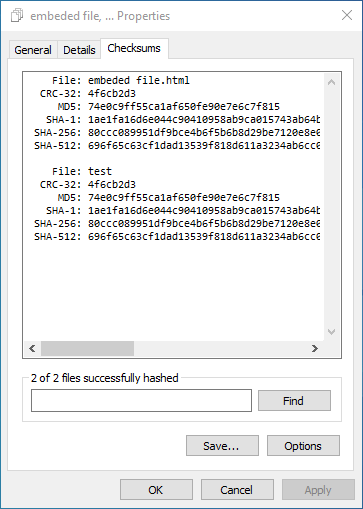 embeded file, ... Properties
General
Details
Checksums
File: embeded file.html
CRC-32: 4f6cb2d3
MD5: 74e0c9ff55ca1af650fe90e7e6c7f815
SHA-1: 1ae1fa16d6e044c90410958ab9ca015743ab64b
SHA-256: 80ccc089951df9bce4b6f5b6b8d29be7120e8e6
SHA-512: 696f65c63cf1dad13539f818d611a3234ab6cc6
File: test
CRC-32: 4f6cb2d3
MD5: 74e0c9ff55ca1af650fe90e7e6c7f815
SHA-1: 1ae1fa16d6e044c90410958ab9ca015743ab64b
SHA-256: 80ccc089951df9bce4b6f5b6b8d29be7120e8e6
SHA-512: 696f65c63cf1dad13539f818d611a3234ab6cc6
2 of 2 files successfully hashed
Find
Save...
Options
OK
Cancel
Apply